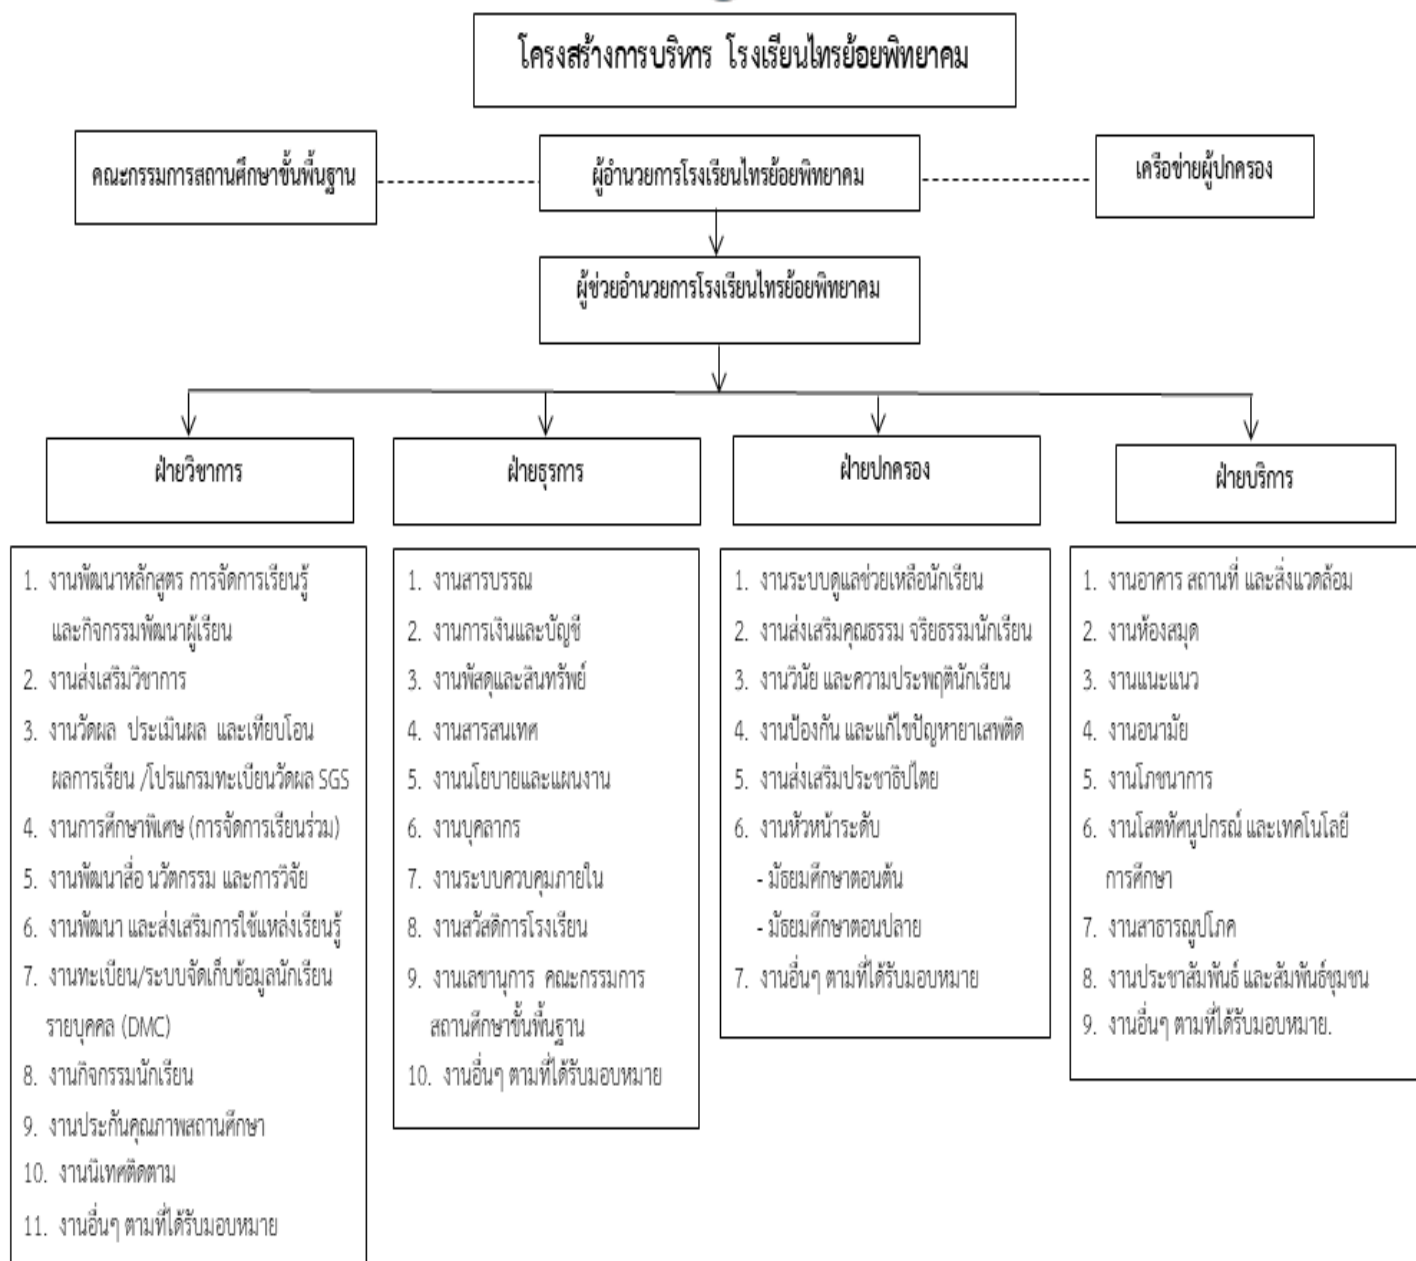 โครงสร้างการบริหาร โรงเรียนไทรย้อยพิทยาคม
คณะกรรมการสถานศึกษาขั้นพื้นฐาน
ผู้อำนวยการโรงเรียนไทรย้อยพิทยาคม
เครือข่ายผู้ปกครอง
ผู้ช่วยอำนวยการโรงเรียนไทรย้อยพิทยาคม
ฝ่ายวิชาการ
1. งานพัฒนาหลักสูตร การจัดการเรียนรู้
และกิจกรรมพัฒนาผู้เรียน
2. งานส่งเสริมวิชาการ
3. งานวัดผล ประเมินผล และเทียบโอน
ผลการเรียน /โปรแกรมทะเบียนวัดผล SGS
4. งานการศึกษาพิเศษ (การจัดการเรียนร่วม)
5. งานพัฒนาสื่อ นวัตกรรม และการวิจัย
6. งานพัฒนา และส่งเสริมการใช้แหล่งเรียนรู้
7. งานทะเบียน/ระบบจัดเก็บข้อมูลนักเรียน
รายบุคคล (DMC)
8. งานกิจกรรมนักเรียน
9. งานประกันคุณภาพสถานศึกษา
10. งานนิเทศติดตาม
11. งานอื่นๆ ตามที่ได้รับมอบหมาย
ฝ่ายธุรการ
1. งานสารบรรณ
2. งานการเงินและบัญชี
3. งานพัสดุและสินทรัพย์
4. งานสารสนเทศ
5. งานนโยบายและแผนงาน
6. งานบุคลากร
7. งานระบบควบคุมภายใน
8. งานสวัสดิการโรงเรียน
9. งานเลขานุการ คณะกรรมการ
สถานศึกษาขั้นพื้นฐาน
10. งานอื่นๆ ตามที่ได้รับมอบหมาย
ฝ่ายปกครอง
1. งานระบบดูแลช่วยเหลือนักเรียน
2. งานส่งเสริมคุณธรรม จริยธรรมนักเรียน
3. งานวินัย และความประพฤตินักเรียน
4. งานป้องกัน และแก้ไขปัญหายาเสพติด
5. งานส่งเสริมประชาธิปไตย
6. งานหัวหน้าระดับ
- มัธยมศึกษาตอนต้น
- มัธยมศึกษาตอนปลาย
7. งานอื่นๆ ตามที่ได้รับมอบหมาย
ฝ่ายบริการ
1. งานอาคาร สถานที่ และสิ่งแวดล้อม
2. งานห้องสมุด
3. งานแนะแนว
4. งานอนามัย
5. งานโภชนาการ
6. งานโสตทัศนูปกรณ์ และเทคโนโลยี
การศึกษา
7. งานสาธารณูปโภค
8. งานประชาสัมพันธ์ และสัมพันธ์ชุมชน
9. งานอื่นๆ ตามที่ได้รับมอบหมาย.